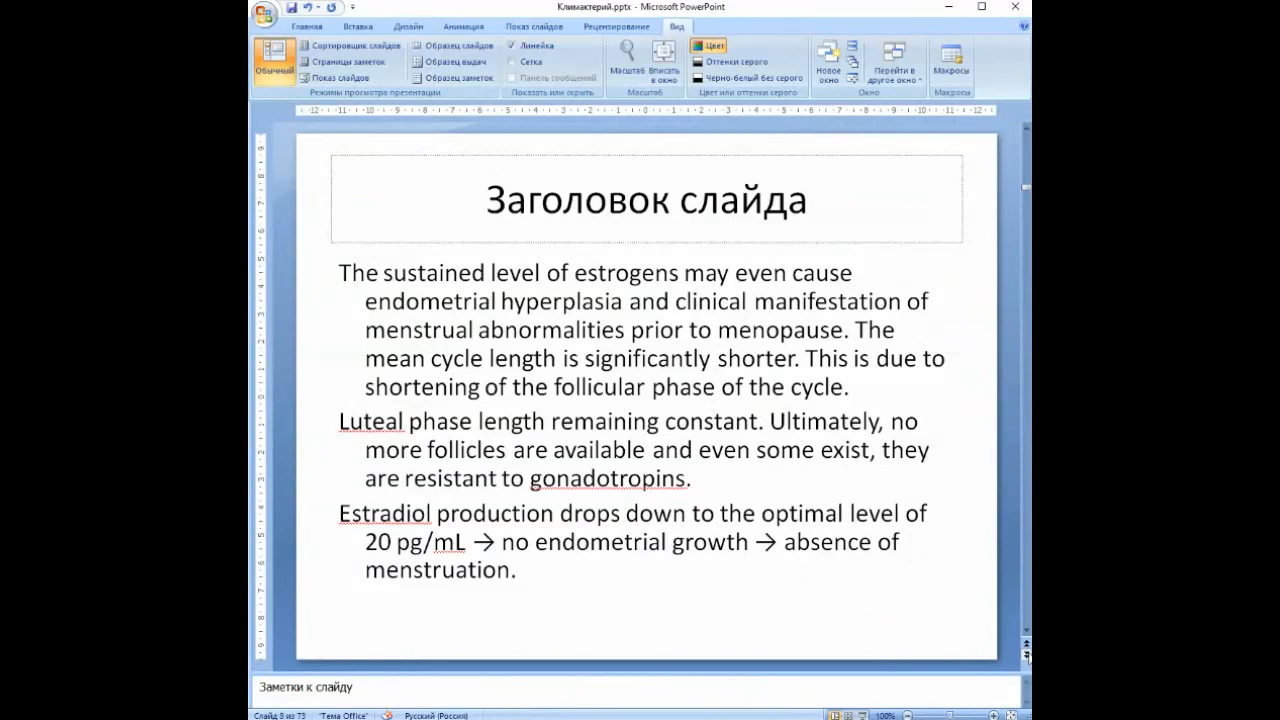 Климактерий.pptx - Microsoft PowerPoint
Главная Вставка Дизайн Анимация Показ слайдов Рецензирование Вид
Обычный
Сортировщик слайдов
Страницы заметок
Показ слайдов
Режимы просмотра презентации
Образец слайдов
Образец выдач
Образец заметок
Линейка
Сетка
Панель сообщений
Показать или скрыть
Масштаб
Вписать в окно
Масштаб
Цвет
Оттенки серого
Черно-белый без серого
Цвет или оттенки серого
Новое окно
Перейти в другое окно
Окно
Макросы
Макросы
Заголовок слайда
The sustained level of estrogens may even cause
endometrial hyperplasia and clinical manifestation of
menstrual abnormalities prior to menopause. The
mean cycle length is significantly shorter. This is due to
shortening of the follicular phase of the cycle.
Luteal phase length remaining constant. Ultimately, no
more follicles are available and even some exist, they
are resistant to gonadotropins.
Estradiol production drops down to the optimal level of
20 pg/mL → no endometrial growth → absence of
menstruation.
Заметки к слайду
Слайд 8 из 73 "Тема Office" Русский (Россия) 100%